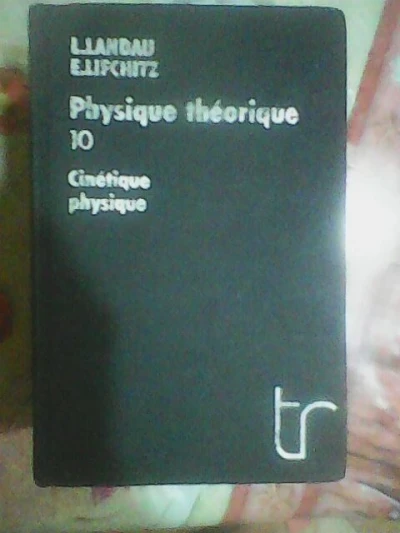 L.LANDAU
E.LIFCHITZ
Physique théorique
10
Cinétique
physique
tr